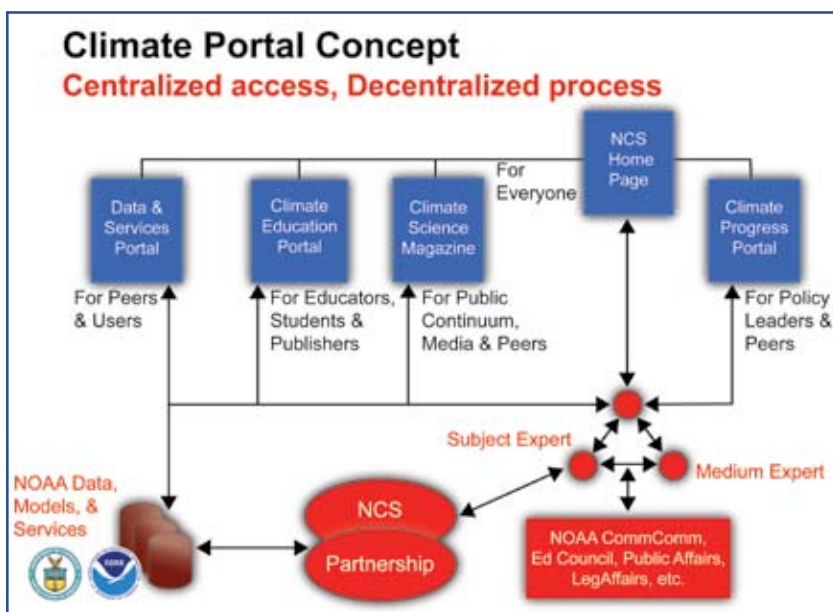 Climate Portal Concept
Centralized access, Decentralized process
NCS
Home
Page
For
Everyone
Data &
Services
Portal
Climate
Education
Portal
Climate
Science
Magazine
Climate
Progress
Portal
For Peers
& Users
For Educators,
Students &
Publishers
For Public
Continuum,
Media & Peers
For Policy
Leaders &
Peers
Subject Expert
Medium Expert
NOAA Data,
Models, &
Services
NCS
Partnership
NOAA CommComm,
Ed Council, Public Affairs,
LegAffairs, etc.